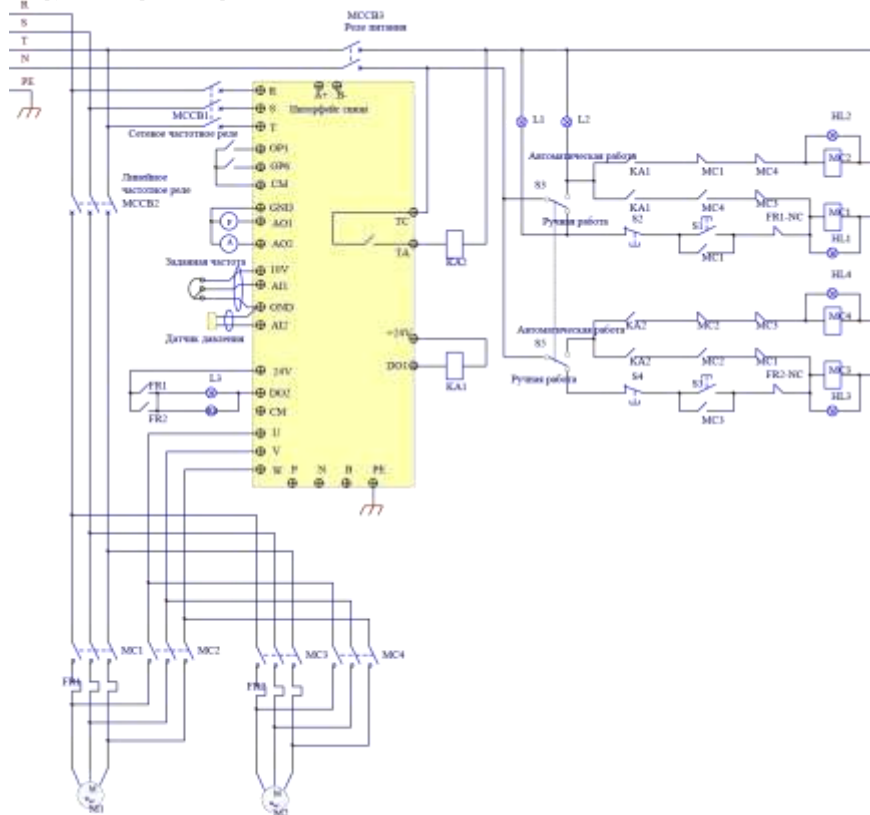 R
S
T
N
PE
MCCB3
Реле питания
MCCB1
Сетевое частотное реле
Линейное
частотное реле
MCCB2
R
S
T
OP5
OP6
CM
GND
AO1
AO2
Заданная частота
10V
AI1
GND
AI2
Датчик давления
24V
DO2
CM
U
V
W
P
N
B
PE
A+
B-
Интерфейс связи
TC
TA
+24V
DO1
KA2
KA1
FR1
FR2
L3
L1
L2
Автоматическая работа
S3
Ручная работа
KA1
MC1
MC4
MC2
HL2
KA1
MC4
MC3
MC1
S2
MC1
FR1-NC
HL1
Автоматическая работа
S5
Ручная работа
KA2
MC2
MC3
MC4
HL4
KA2
MC2
MC1
MC3
S4
MC3
FR2-NC
HL3
MC1
MC2
MC3
MC4
FR1
M1